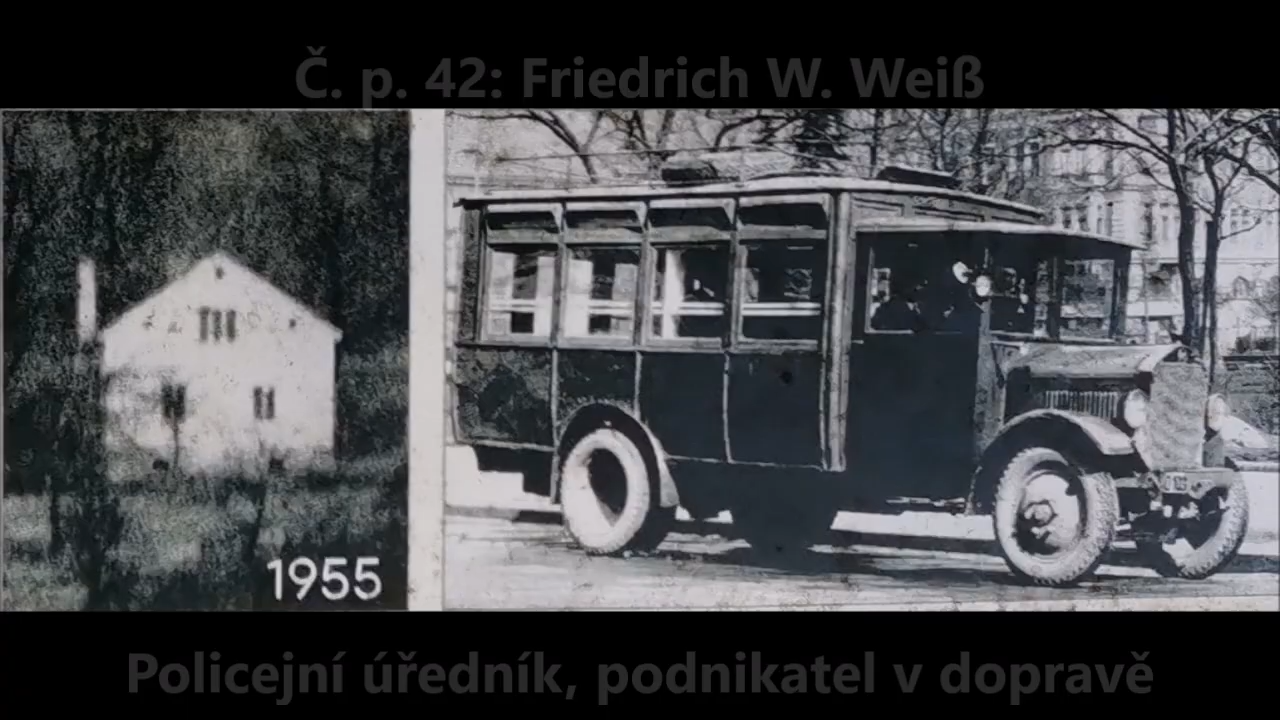 Č. p. 42: Friedrich W. Weiß
1955
Policejní úředník, podnikatel v dopravě